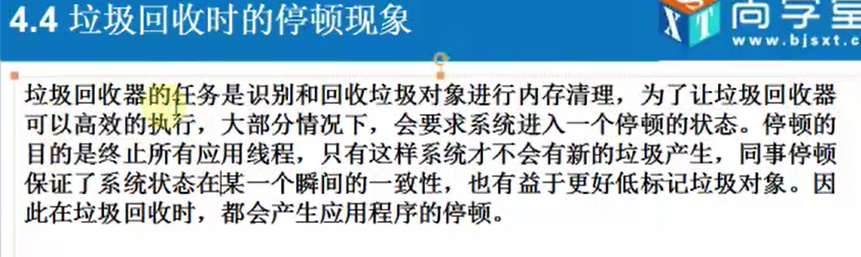 4.4 垃圾回收时的停顿现象
尚学堂
XT
www.bjsxt.c
垃圾回收器的任务是识别和回收垃圾对象进行内存清理，为了让垃圾回收器
可以高效的执行，大部分情况下，会要求系统进入一个停顿的状态。停顿的
目的是终止所有应用线程，只有这样系统才不会有新的垃圾产生，同事停顿
保证了系统状态在某一个瞬间的一致性，也有益于更好低标记垃圾对象。因
此在垃圾回收时，都会产生应用程序的停顿。